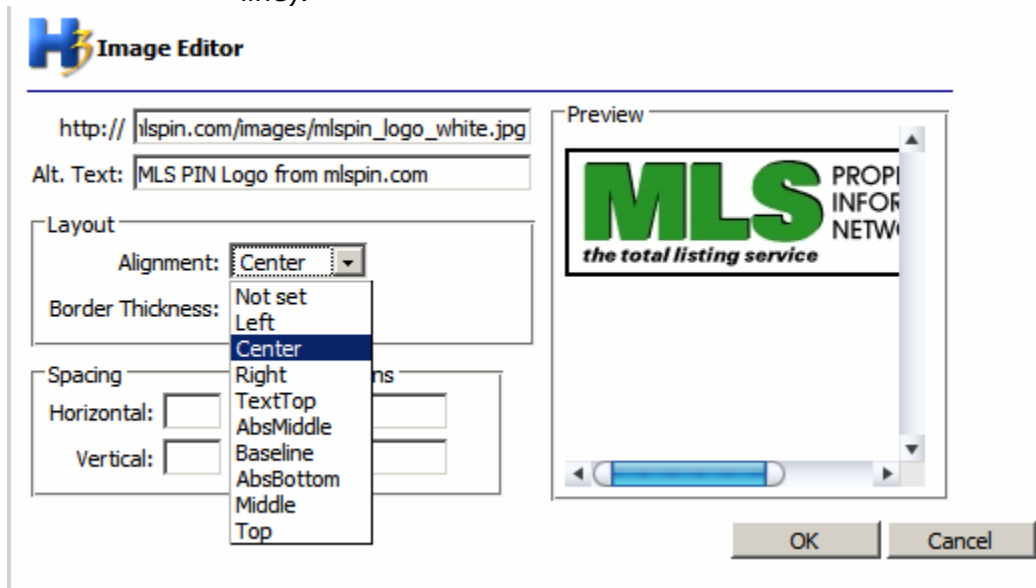 Image Editor
http:// lspin.com/images/mlspin_logo_white.jpg
Alt. Text: MLS PIN Logo from mlspin.com
Layout
Alignment: Center
Border Thickness:
Not set
Left
Center
Right
TextTop
AbsMiddle
Baseline
AbsBottom
Middle
Top
Spacing
Horizontal:
Vertical:
Preview
MLS
the total listing service
OK
Cancel